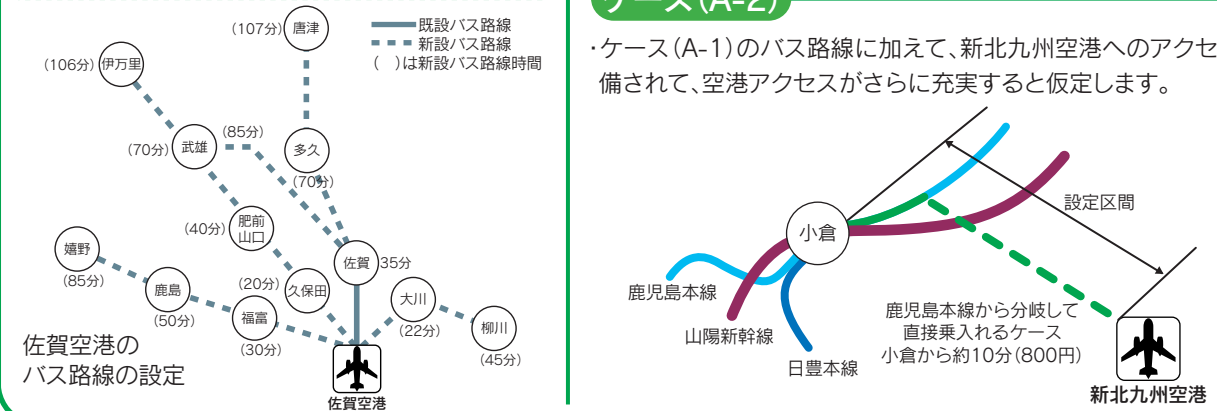 既設バス路線
新設バス路線
( )は新設バス路線時間
(107分)
唐津
(106分)
伊万里
(85分)
(70分)
武雄
多久
(70分)
(40分)
肥前
山口
嬉野
(85分)
鹿島
(50分)
(20分)
久保田
佐賀
35分
福富
(30分)
大川
(22分)
柳川
(45分)
佐賀空港の
バス路線の設定
佐賀空港
ケース(A-2)
・ケース(A-1)のバス路線に加えて、新北九州空港へのアクセ
備されて、空港アクセスがさらに充実すると仮定します。
設定区間
小倉
鹿児島本線
山陽新幹線
日豊本線
鹿児島本線から分岐して
直接乗入れるケース
小倉から約10分(800円)
新北九州空港